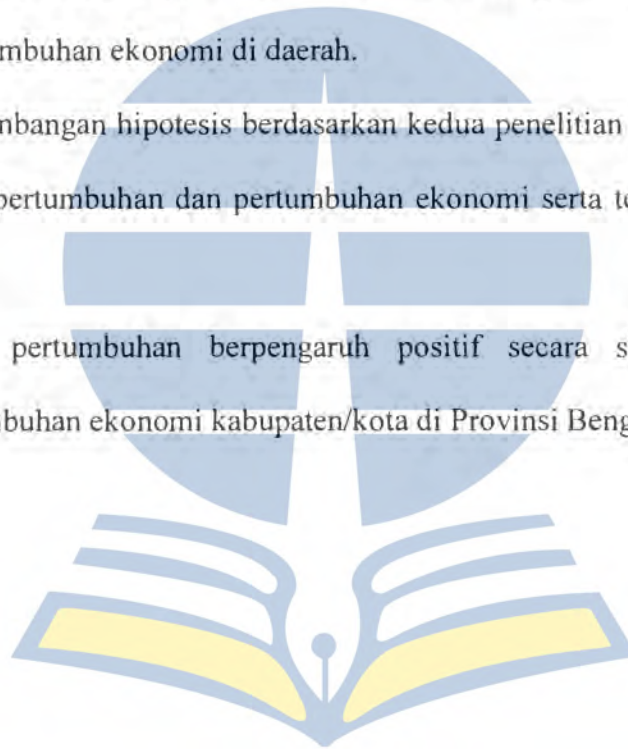 mbuhan ekonomi di daerah.
nbangan hipotesis berdasarkan kedua penelitian
pertumbuhan dan pertumbuhan ekonomi serta te
pertumbuhan berpengaruh positif secara s
buhan ekonomi kabupaten/kota di Provinsi Beng